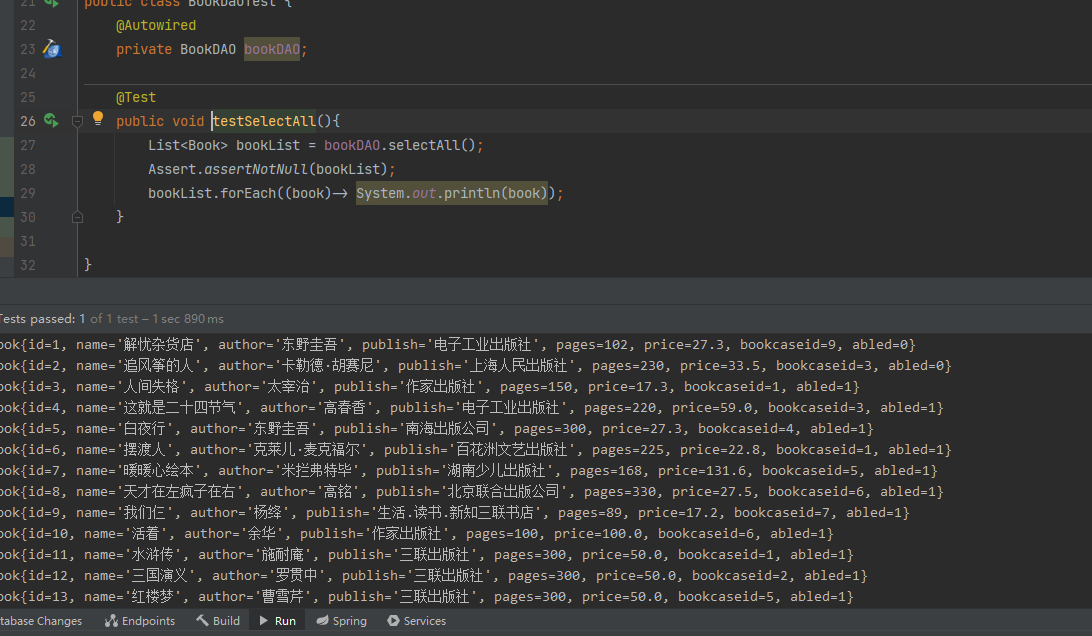 21 public class BookDaoTest {
22 @Autowired
23 private BookDAO bookDAO;
24
25 @Test
26 public void testSelectAll(){
27 List<Book> bookList = bookDAO.selectAll();
28 Assert.assertNotNull(bookList);
29 bookList.forEach((book)-> System.out.println(book));
30 }
31
32 }
Tests passed: 1 of 1 test – 1 sec 890 ms
ook{id=1, name='解忧杂货店', author='东野圭吾', publish='电子工业出版社', pages=102, price=27.3, bookcaseid=9, abled=0}
ook{id=2, name='追风筝的人', author='卡勒德·胡赛尼', publish='上海人民出版社', pages=230, price=33.5, bookcaseid=3, abled=0}
ook{id=3, name='人间失格', author='太宰治', publish='作家出版社', pages=150, price=17.3, bookcaseid=1, abled=1}
ook{id=4, name='这就是二十四节气', author='高春香', publish='电子工业出版社', pages=220, price=59.0, bookcaseid=3, abled=1}
ook{id=5, name='白夜行', author='东野圭吾', publish='南海出版公司', pages=300, price=27.3, bookcaseid=4, abled=1}
ook{id=6, name='摆渡人', author='克莱儿·麦克福尔', publish='百花洲文艺出版社', pages=225, price=22.8, bookcaseid=1, abled=1}
ook{id=7, name='暖暖心绘本', author='米拦弗特毕', publish='湖南少儿出版社', pages=168, price=131.6, bookcaseid=5, abled=1}
ook{id=8, name='天才在左疯子在右', author='高铭', publish='北京联合出版公司', pages=330, price=27.5, bookcaseid=6, abled=1}
ook{id=9, name='我们仨', author='杨绛', publish='生活.读书.新知三联书店', pages=89, price=17.2, bookcaseid=7, abled=1}
ook{id=10, name='活着', author='余华', publish='作家出版社', pages=100, price=100.0, bookcaseid=6, abled=1}
ook{id=11, name='水浒传', author='施耐庵', publish='三联出版社', pages=300, price=50.0, bookcaseid=1, abled=1}
ook{id=12, name='三国演义', author='罗贯中', publish='三联出版社', pages=300, price=50.0, bookcaseid=2, abled=1}
ook{id=13, name='红楼梦', author='曹雪芹', publish='三联出版社', pages=300, price=50.0, bookcaseid=5, abled=1}
tabase Changes Endpoints Build Run Spring Services